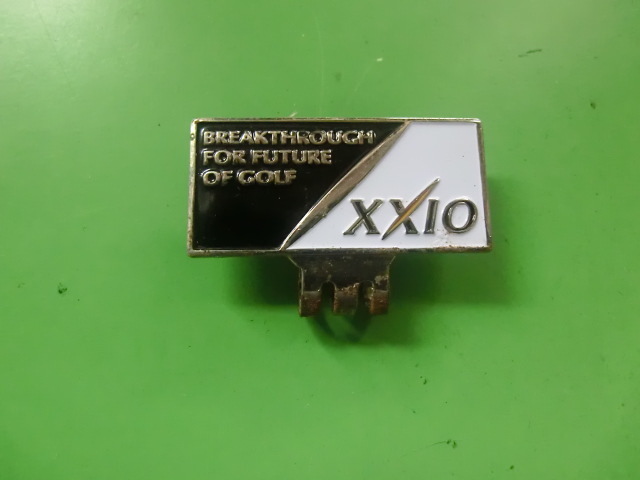 BREAKTHROUGH
FOR FUTURE
OF GOLF
XXIO